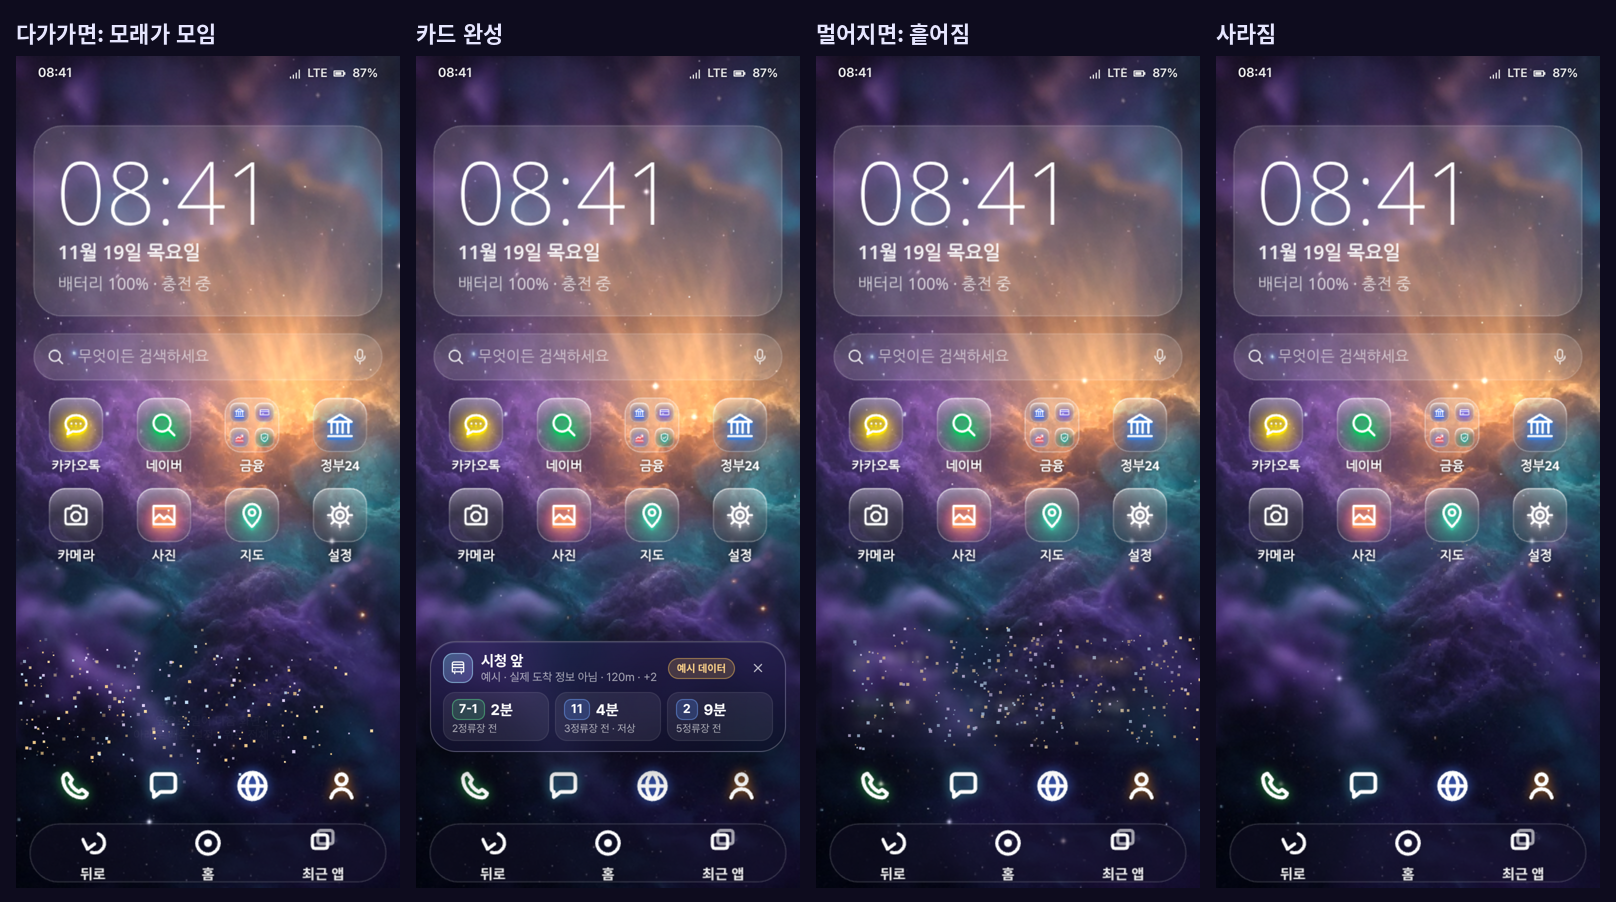 다가가면: 모래가 모임
08:41
LTE 87%
08:41
11월 19일 목요일
배터리 100% · 충전 중
무엇이든 검색하세요
카카오톡 네이버 금융 정부24
카메라 사진 지도 설정
뒤로 홈 최근 앱
카드 완성
08:41
LTE 87%
08:41
11월 19일 목요일
배터리 100% · 충전 중
무엇이든 검색하세요
카카오톡 네이버 금융 정부24
카메라 사진 지도 설정
시청 앞
예시 · 실제 도착 정보 아님 · 120m · +2
예시 데이터
7-1 2분
2정류장 전
11 4분
3정류장 전 · 저상
2 9분
5정류장 전
뒤로 홈 최근 앱
멀어지면: 흩어짐
08:41
LTE 87%
08:41
11월 19일 목요일
배터리 100% · 충전 중
무엇이든 검색하세요
카카오톡 네이버 금융 정부24
카메라 사진 지도 설정
뒤로 홈 최근 앱
사라짐
08:41
LTE 87%
08:41
11월 19일 목요일
배터리 100% · 충전 중
무엇이든 검색하세요
카카오톡 네이버 금융 정부24
카메라 사진 지도 설정
뒤로 홈 최근 앱